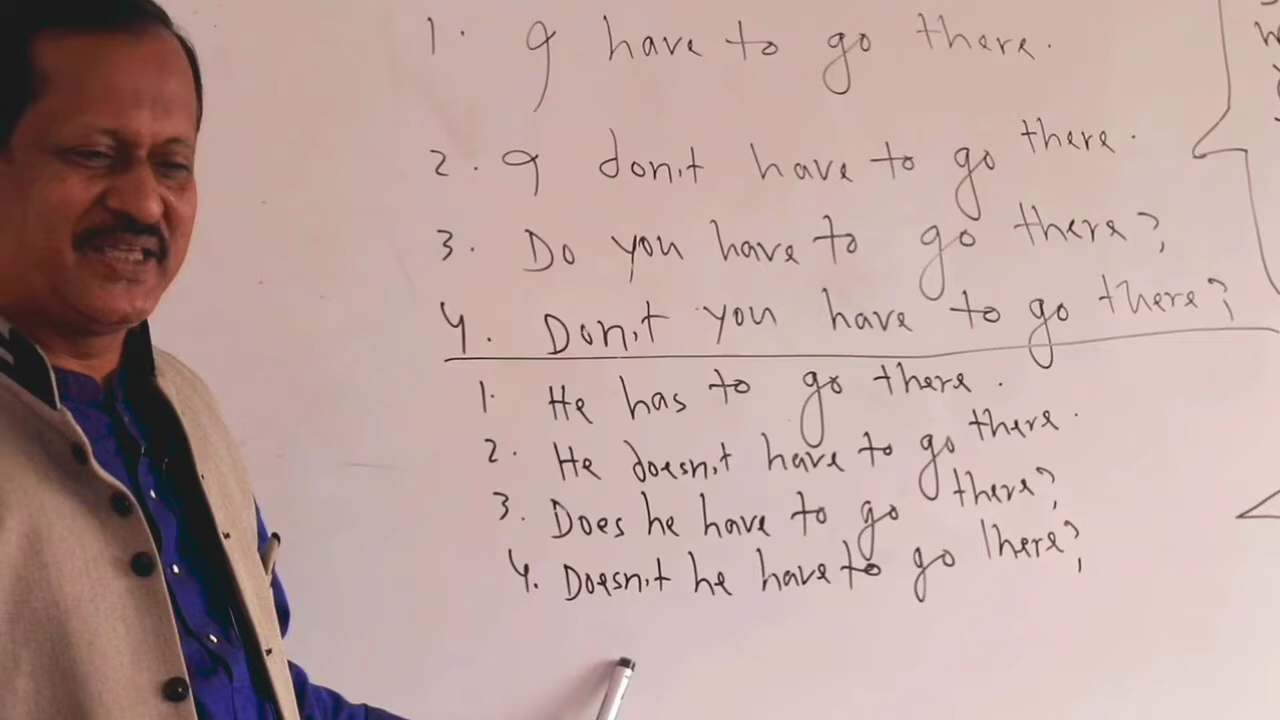 1. I have to go there.
2. I don't have to go there.
3. Do you have to go there?
4. Don't you have to go there?
1. He has to go there.
2. He doesn't have to go there.
3. Does he have to go there?
4. Doesn't he have to go there?